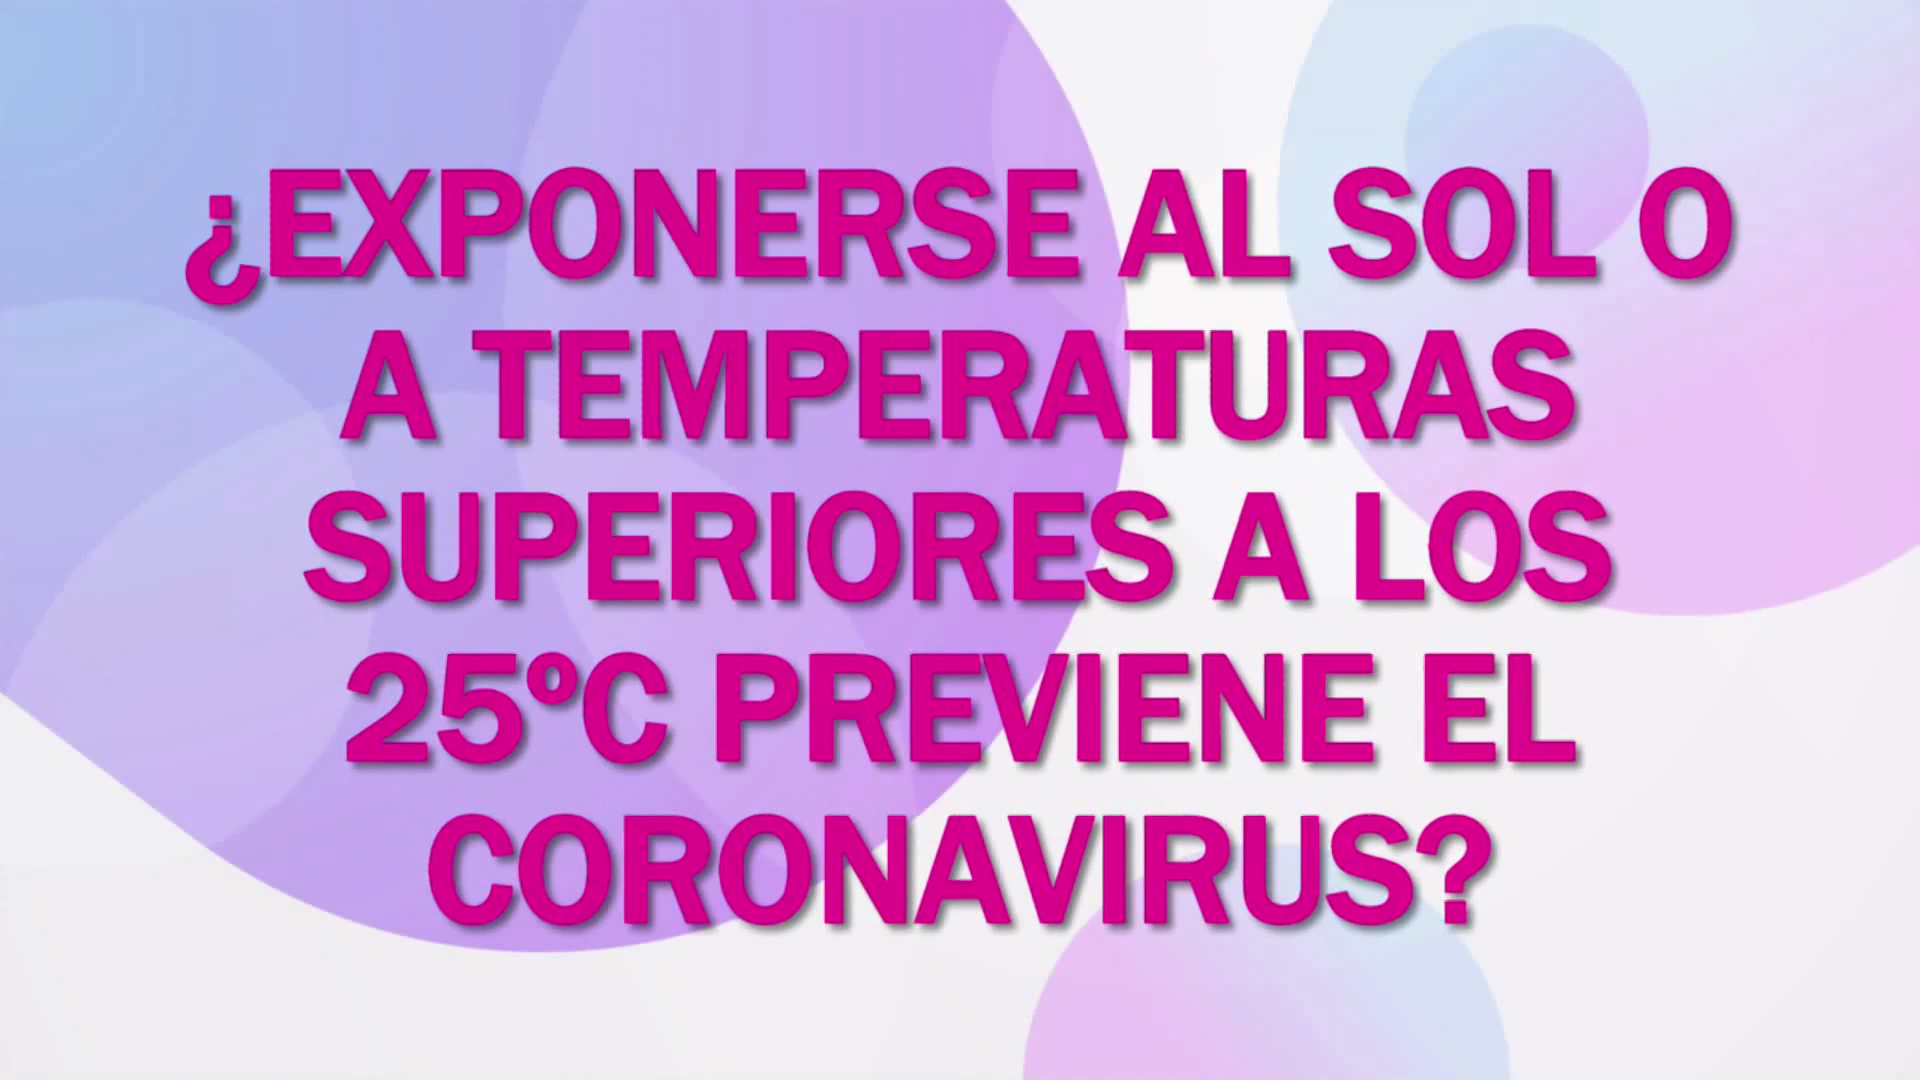 ¿EXPONERSE AL SOL O
A TEMPERATURAS
SUPERIORES A LOS
25ºC PREVIENE EL
CORONAVIRUS?